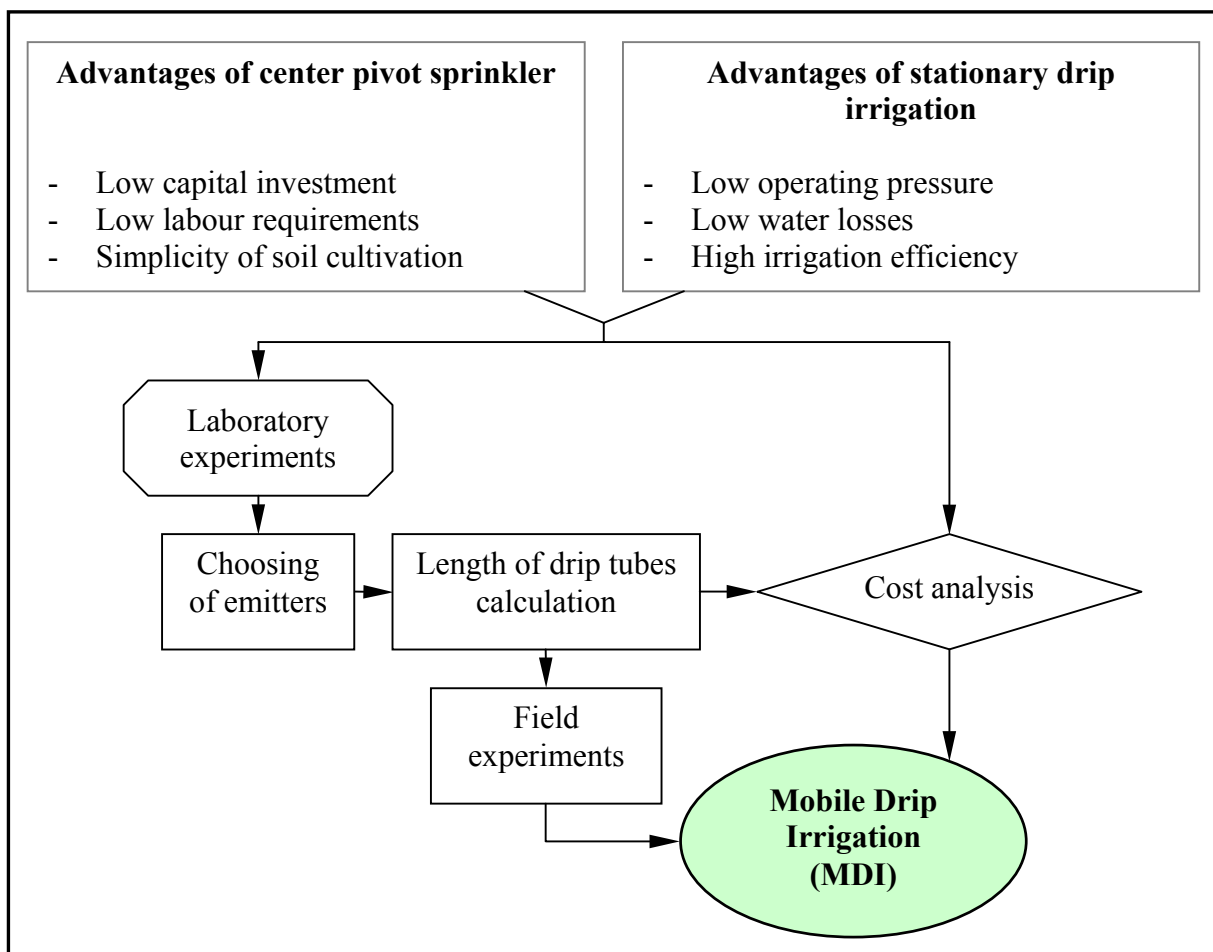 Advantages of center pivot sprinkler
- Low capital investment
- Low labour requirements
- Simplicity of soil cultivation
Advantages of stationary drip
irrigation
- Low operating pressure
- Low water losses
- High irrigation efficiency
Laboratory
experiments
Choosing
of emitters
Length of drip tubes
calculation
Cost analysis
Field
experiments
Mobile Drip
Irrigation
(MDI)